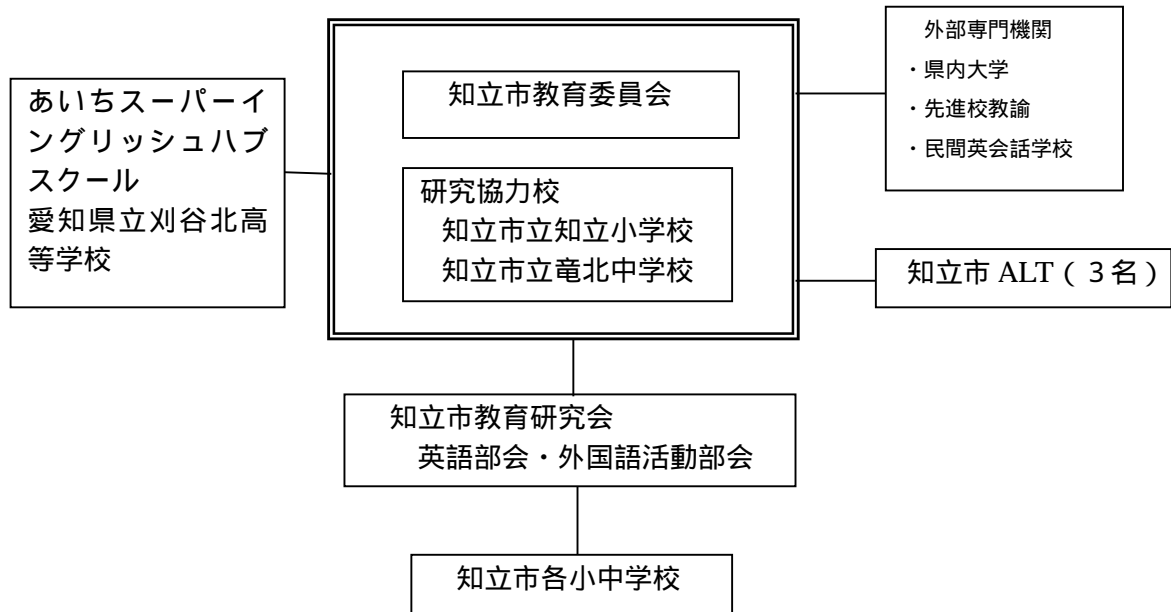 あいちスーパーイ
ングリッシュハブ
スクール
愛知県立刈谷北高
等学校
知立市教育委員会
研究協力校
知立市立知立小学校
知立市立竜北中学校
外部専門機関
・県内大学
・先進校教諭
・民間英会話学校
知立市 ALT（３名）
知立市教育研究会
英語部会・外国語活動部会
知立市各小中学校